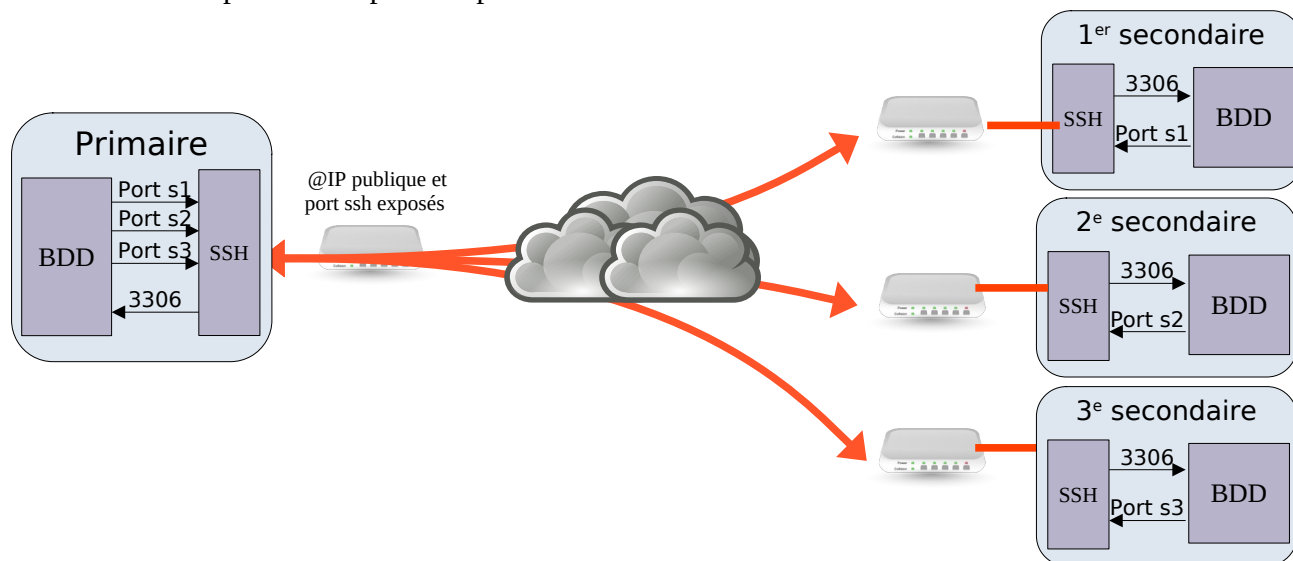 1er secondaire
SSH
3306
Port s1
BDD
Primaire
BDD
Port s1
Port s2
Port s3
3306
SSH
@IP publique et
port ssh exposés
2e secondaire
SSH
3306
Port s2
BDD
3e secondaire
SSH
3306
Port s3
BDD